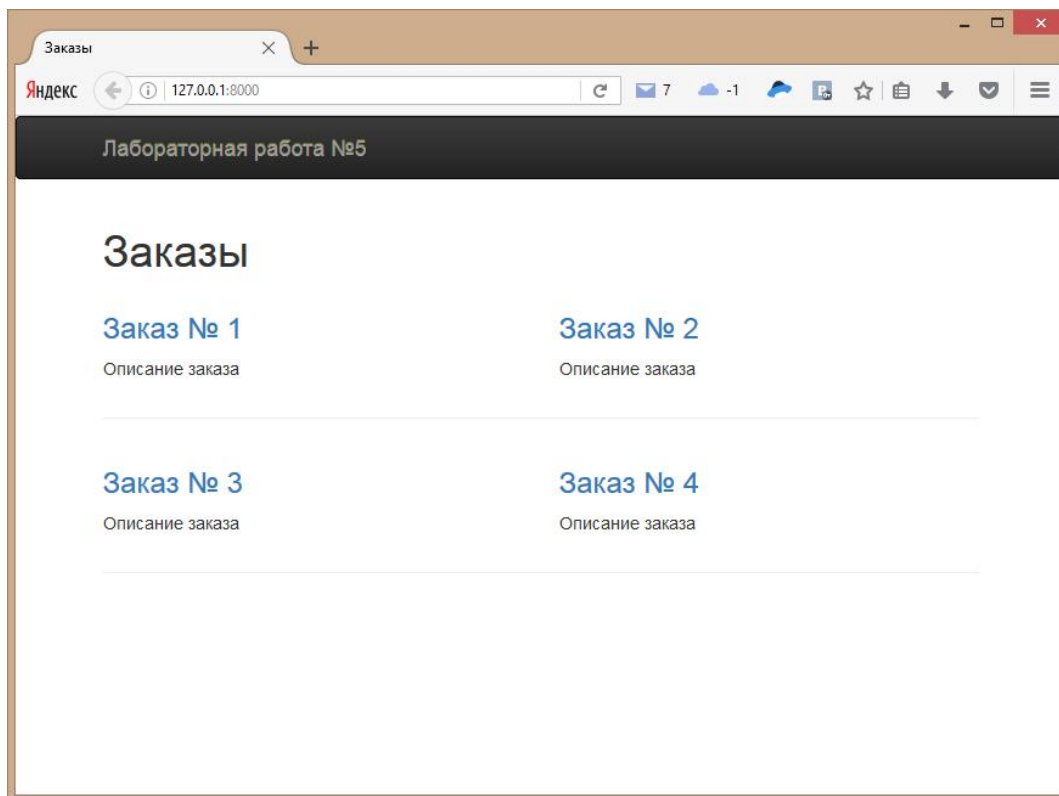 Заказы
Яндекс 127.0.0.1:8000 7 -1
Лабораторная работа №5
Заказы
Заказ № 1 Заказ № 2
Описание заказа Описание заказа
Заказ № 3 Заказ № 4
Описание заказа Описание заказа